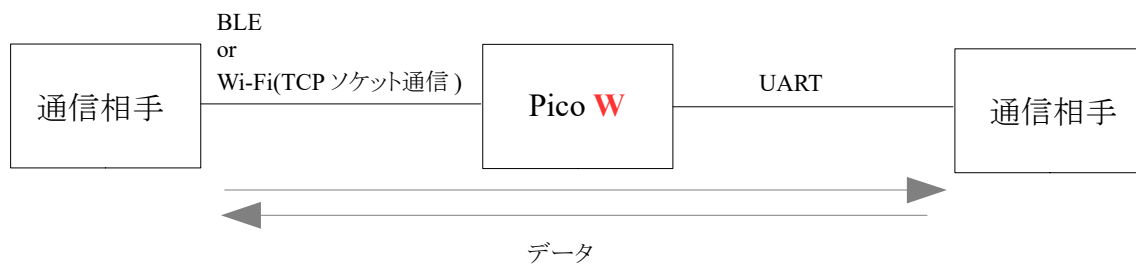 BLE
or
Wi-Fi(TCP ソケット通信 )
通信相手
Pico W
UART
通信相手
データ